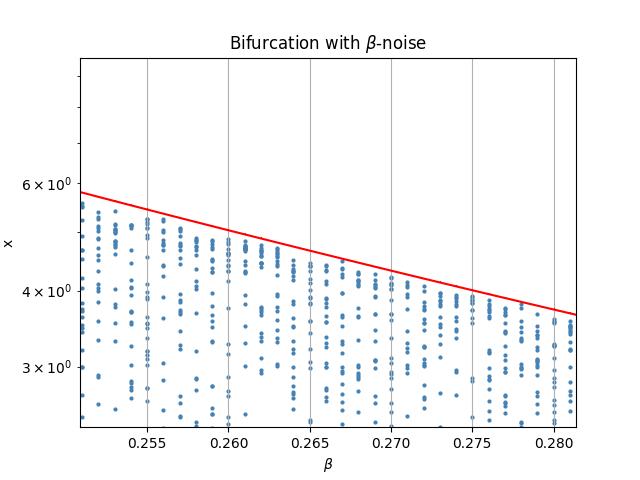 Bifurcation with β-noise
6 × 10⁰
4 × 10⁰
3 × 10⁰
x
0.255 0.260 0.265 0.270 0.275 0.280
β